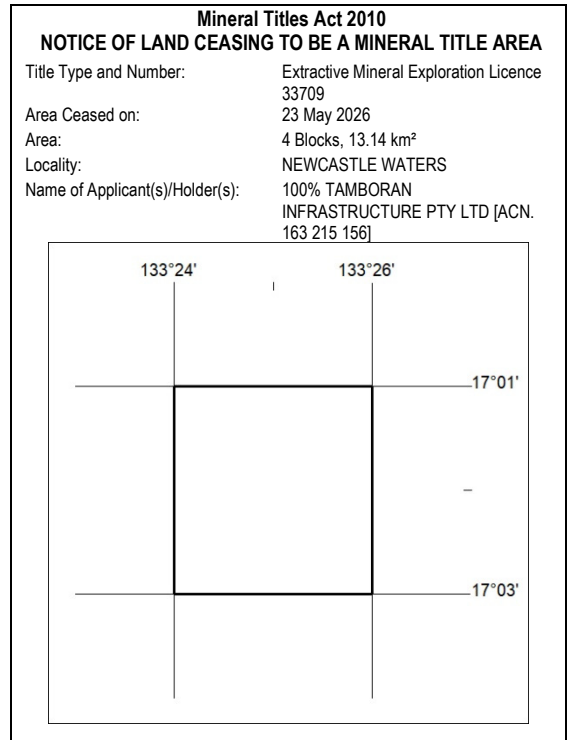 Mineral Titles Act 2010
NOTICE OF LAND CEASING TO BE A MINERAL TITLE AREA
Title Type and Number: Extractive Mineral Exploration Licence
33709
Area Ceased on: 23 May 2026
Area: 4 Blocks, 13.14 km²
Locality: NEWCASTLE WATERS
Name of Applicant(s)/Holder(s): 100% TAMBORAN
INFRASTRUCTURE PTY LTD [ACN.
163 215 156]
133°24' 133°26'
17°01'
17°03'